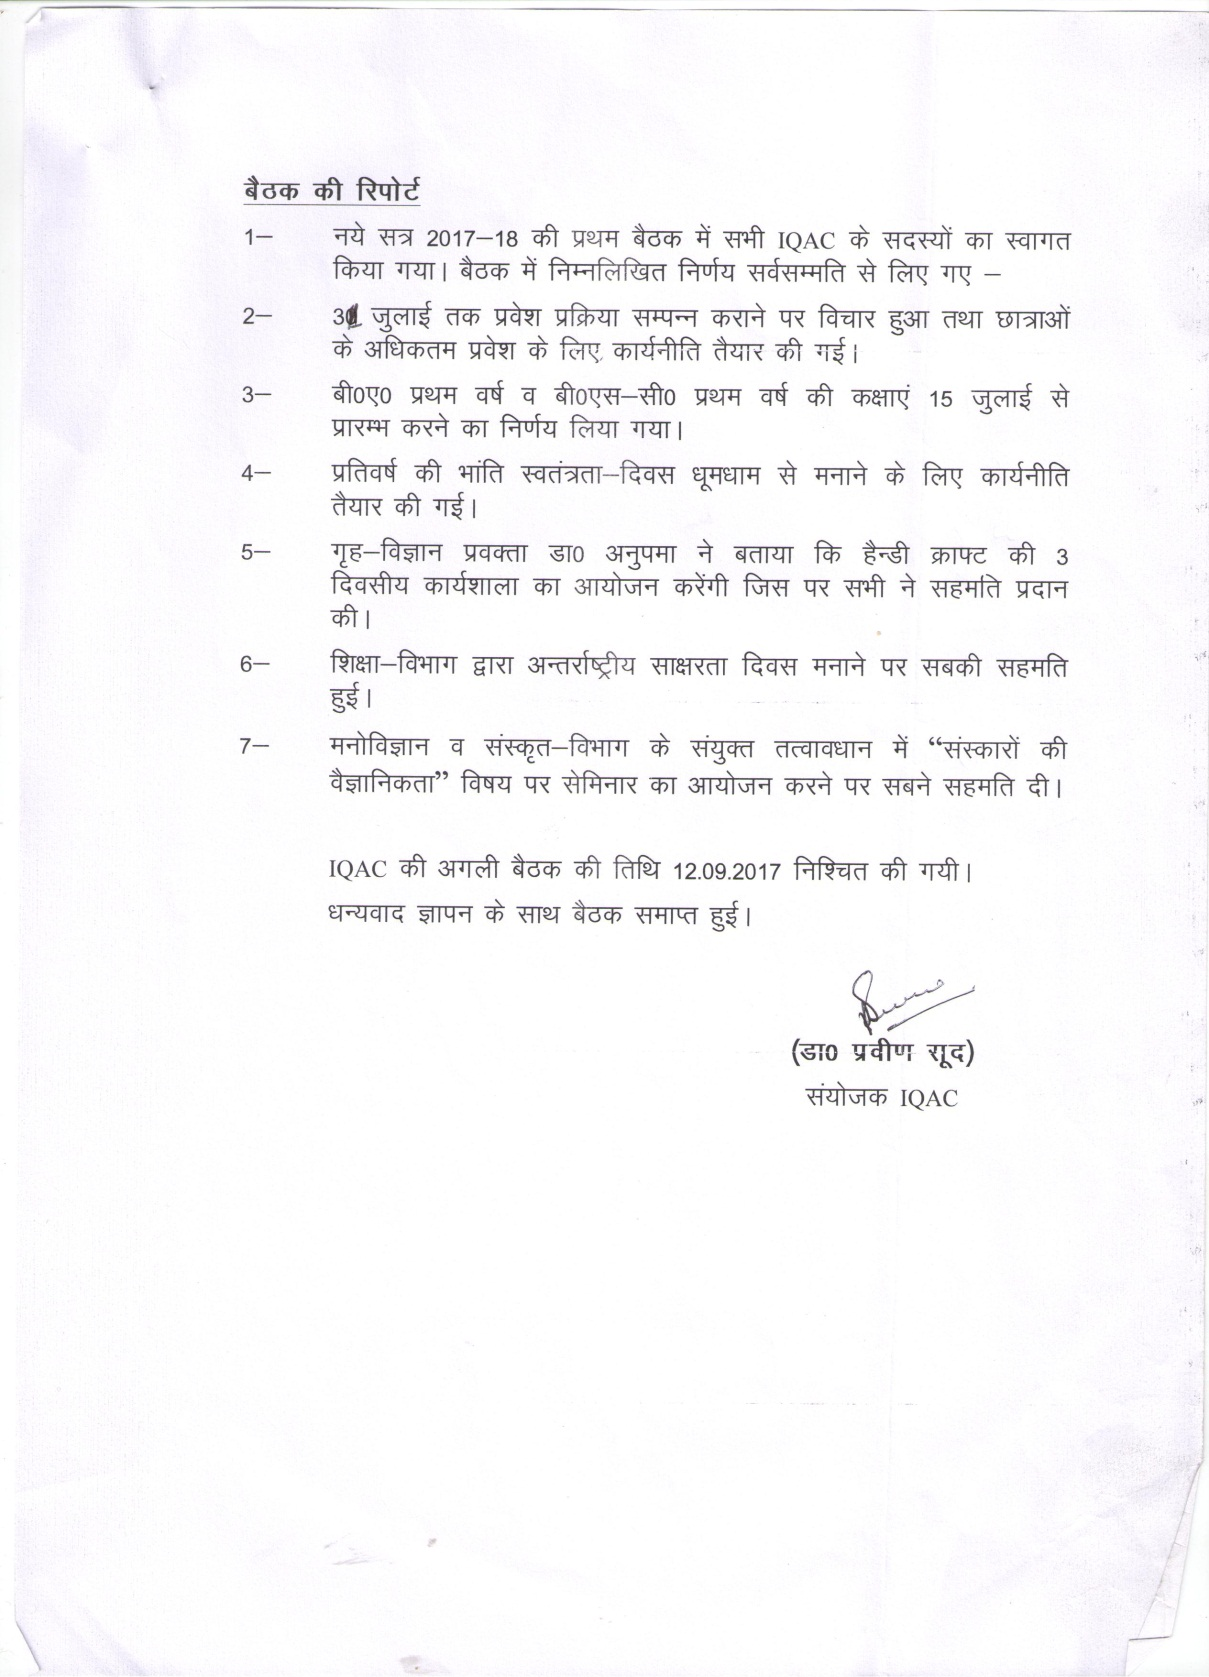 बैठक की रिपोर्ट
1– नये सत्र 2017–18 की प्रथम बैठक में सभी IQAC के सदस्यों का स्वागत
किया गया। बैठक में निम्नलिखित निर्णय सर्वसम्मति से लिए गए –
2– 31 जुलाई तक प्रवेश प्रक्रिया सम्पन्न कराने पर विचार हुआ तथा छात्राओं
के अधिकतम प्रवेश के लिए कार्यनीति तैयार की गई।
3– बी0ए0 प्रथम वर्ष व बी0एस–सी0 प्रथम वर्ष की कक्षाएं 15 जुलाई से
प्रारम्भ करने का निर्णय लिया गया।
4– प्रतिवर्ष की भांति स्वतंत्रता–दिवस धूमधाम से मनाने के लिए कार्यनीति
तैयार की गई।
5– गृह–विज्ञान प्रवक्ता डा0 अनुपमा ने बताया कि हैन्डी क्राफ्ट की 3
दिवसीय कार्यशाला का आयोजन करेंगी जिस पर सभी ने सहमति प्रदान
की।
6– शिक्षा–विभाग द्वारा अन्तर्राष्ट्रीय साक्षरता दिवस मनाने पर सबकी सहमति
हुई।
7– मनोविज्ञान व संस्कृत–विभाग के संयुक्त तत्वावधान में “संस्कारों की
वैज्ञानिकता” विषय पर सेमिनार का आयोजन करने पर सबने सहमति दी।
IQAC की अगली बैठक की तिथि 12.09.2017 निश्चित की गयी।
धन्यवाद ज्ञापन के साथ बैठक समाप्त हुई।
(डा0 प्रवीण सूद)
संयोजक IQAC